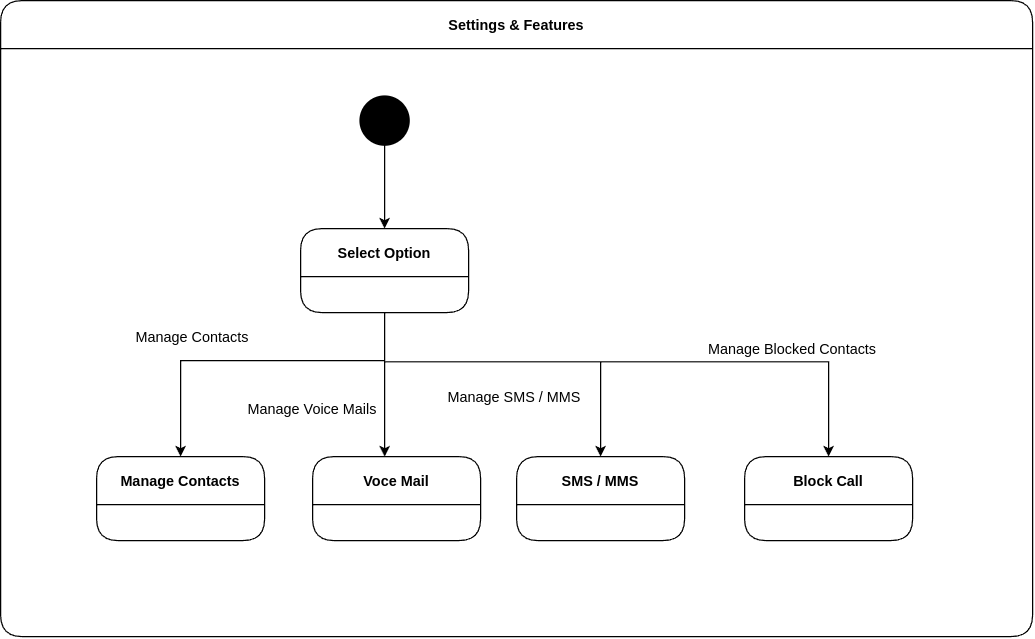 Settings & Features
Select Option
Manage Contacts
Manage Blocked Contacts
Manage Voice Mails
Manage SMS / MMS
Manage Contacts
Voce Mail
SMS / MMS
Block Call